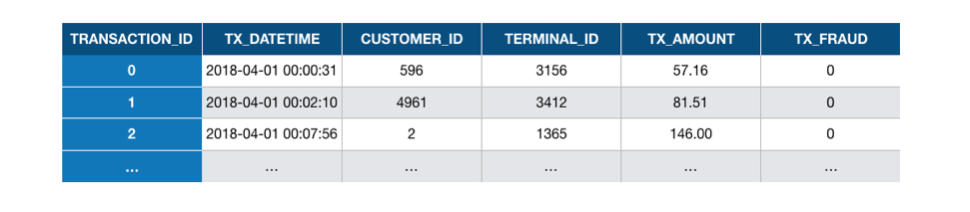 TRANSACTION_ID TX_DATETIME CUSTOMER_ID TERMINAL_ID TX_AMOUNT TX_FRAUD
0 2018-04-01 00:00:31 596 3156 57.16 0
1 2018-04-01 00:02:10 4961 3412 81.51 0
2 2018-04-01 00:07:56 2 1365 146.00 0
... ... ... ... ... ...